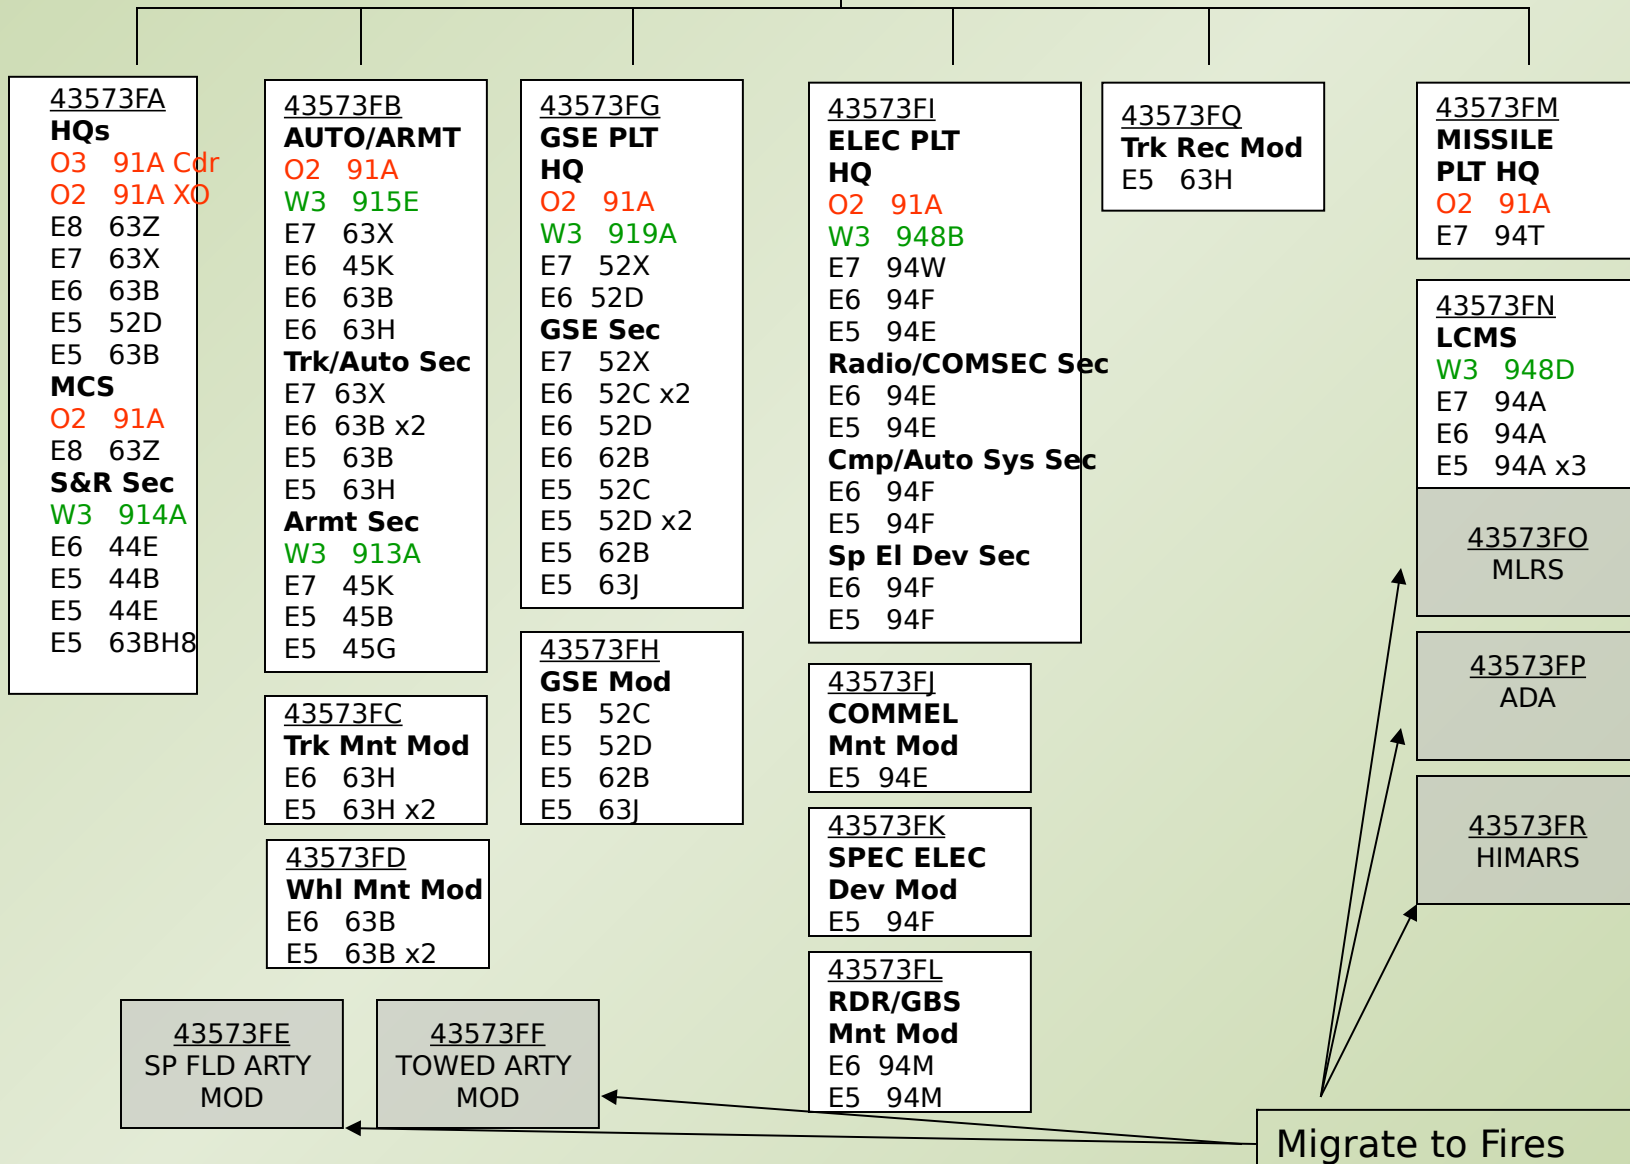 43573FA
HQs
O3 91A Cdr
O2 91A XO
E8 63Z
E7 63X
E6 63B
E5 52D
E5 63B
MCS
O2 91A
E8 63Z
S&R Sec
W3 914A
E6 44E
E5 44B
E5 44E
E5 63BH8
43573FB
AUTO/ARMT
O2 91A
W3 915E
E7 63X
E6 45K
E6 63B
E6 63H
Trk/Auto Sec
E7 63X
E6 63B x2
E5 63B
E5 63H
Armt Sec
W3 913A
E7 45K
E5 45B
E5 45G
43573FC
Trk Mnt Mod
E6 63H
E5 63H x2
43573FD
Whl Mnt Mod
E6 63B
E5 63B x2
43573FE
SP FLD ARTY
MOD
43573FF
TOWED ARTY
MOD
43573FG
GSE PLT
HQ
O2 91A
W3 919A
E7 52X
E6 52D
GSE Sec
E7 52X
E6 52C x2
E6 52D
E6 62B
E5 52C
E5 52D x2
E5 62B
E5 63J
43573FH
GSE Mod
E5 52C
E5 52D
E5 62B
E5 63J
43573FI
ELEC PLT
HQ
O2 91A
W3 948B
E7 94W
E6 94F
E5 94E
Radio/COMSEC Sec
E6 94E
E5 94E
Cmp/Auto Sys Sec
E6 94F
E5 94F
Sp El Dev Sec
E6 94F
E5 94F
43573FJ
COMMEL
Mnt Mod
E5 94E
43573FK
SPEC ELEC
Dev Mod
E5 94F
43573FL
RDR/GBS
Mnt Mod
E6 94M
E5 94M
43573FQ
Trk Rec Mod
E5 63H
43573FM
MISSILE
PLT HQ
O2 91A
E7 94T
43573FN
LCMS
W3 948D
E7 94A
E6 94A
E5 94A x3
43573FO
MLRS
43573FP
ADA
43573FR
HIMARS
Migrate to Fires